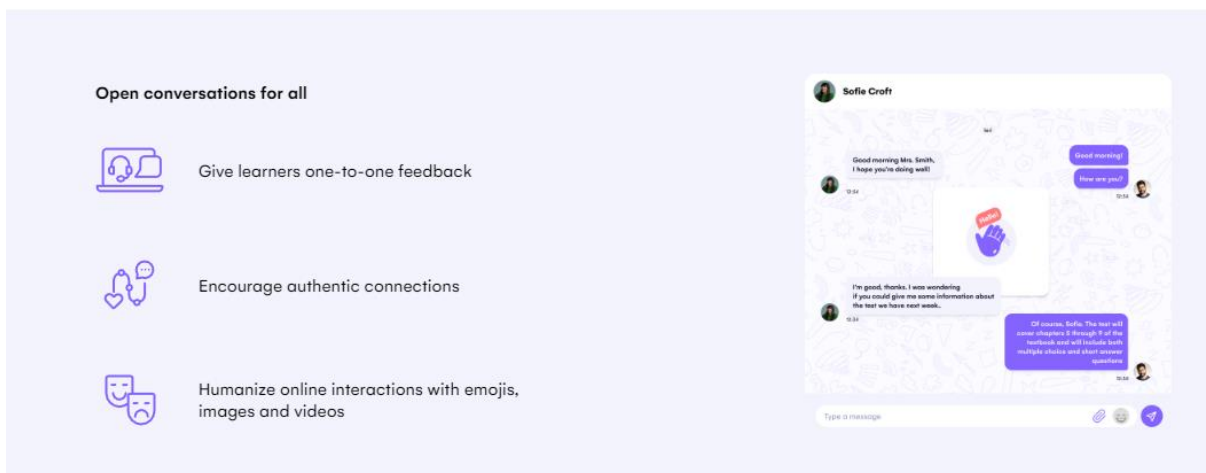 Open conversations for all
Give learners one-to-one feedback
Encourage authentic connections
Humanize online interactions with emojis,
images and videos
Sofie Croft
Good morning Mrs. Smith,
I hope you're doing well!
Good morning!
How are you?
Hello!
I'm good, thanks. I was wondering
if you could give me some information about
the test we have next week..
Of course, Sofie. The test will
cover chapters 5 through 9 of the
textbook and will include both
multiple choice and short answer
questions
Type a message